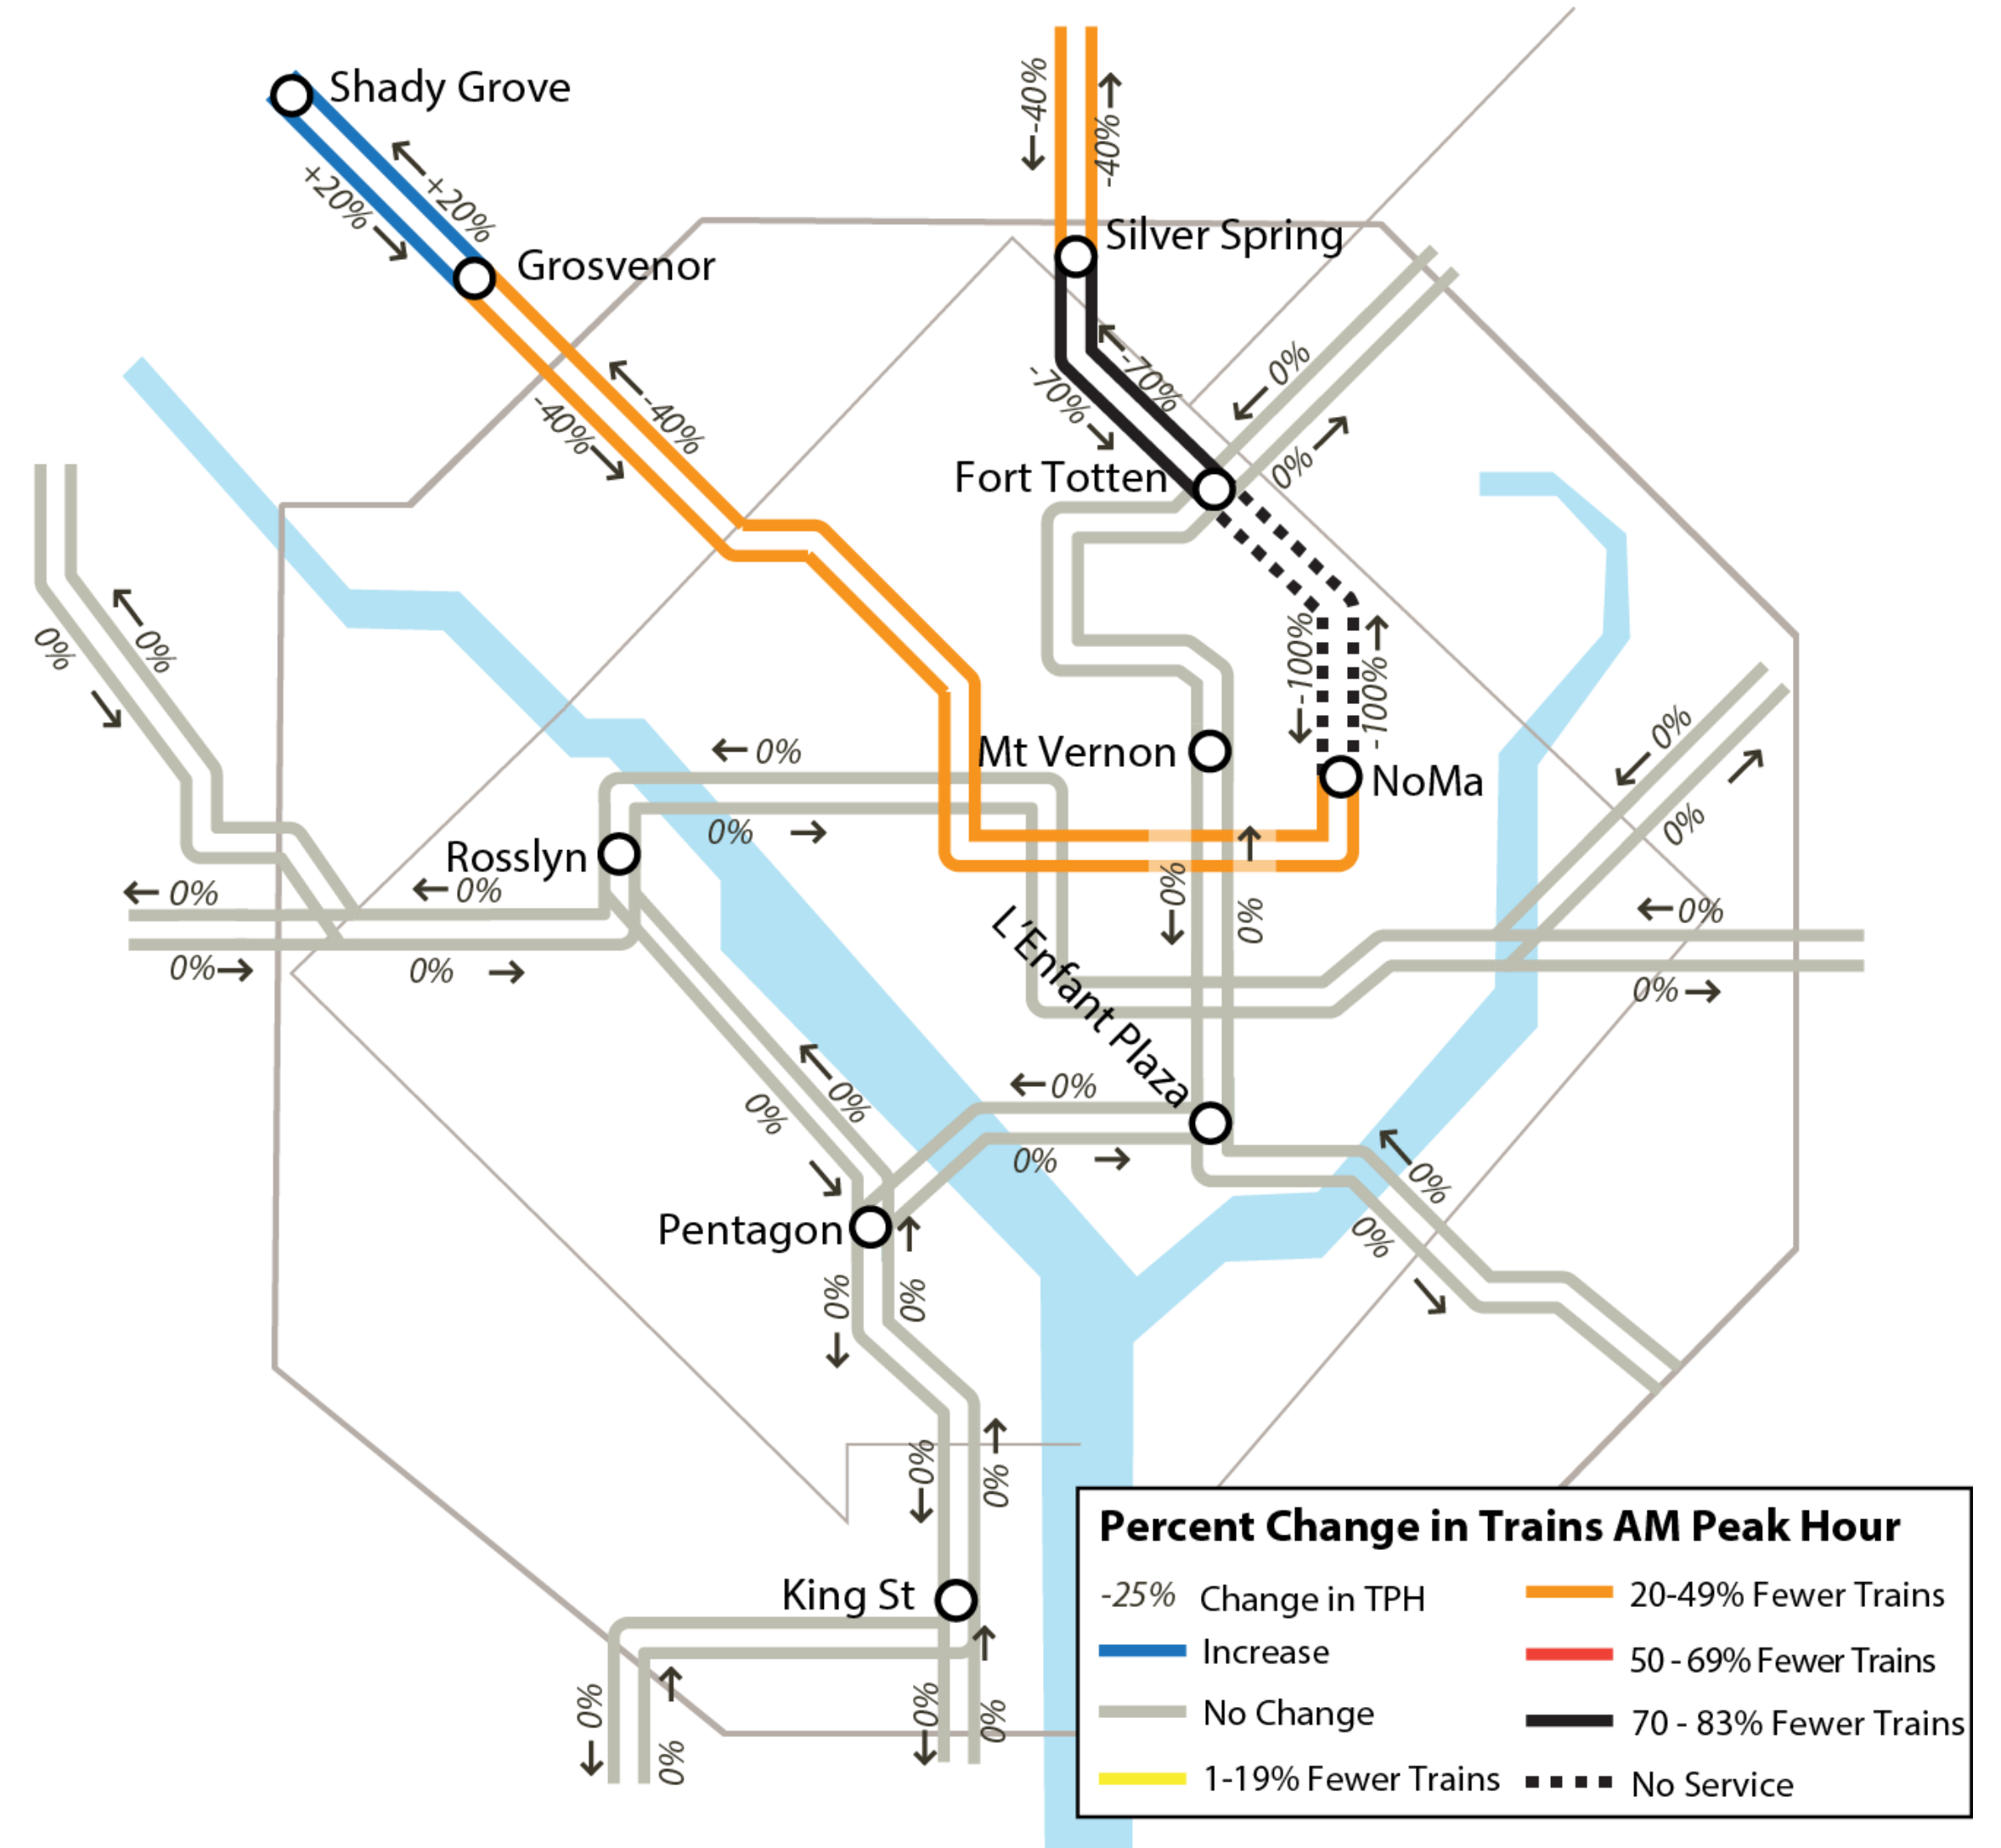 Shady Grove
-40%
-40%
+20%
+20%
Silver Spring
Grosvenor
-70%
-70%
0%
0%
-40%
-40%
Fort Totten
0%
0%
-100%
-100%
0%
0%
Mt Vernon
NoMa
0%
0%
Rosslyn
0%
0%
0%
0%
0%
0%
0%
0%
0%
L'Enfant Plaza
0%
0%
0%
0%
0%
0%
0%
Pentagon
0%
0%
0%
0%
King St
0%
0%
0%
0%
Percent Change in Trains AM Peak Hour
-25% Change in TPH
Increase
No Change
1-19% Fewer Trains
20-49% Fewer Trains
50 - 69% Fewer Trains
70 - 83% Fewer Trains
No Service